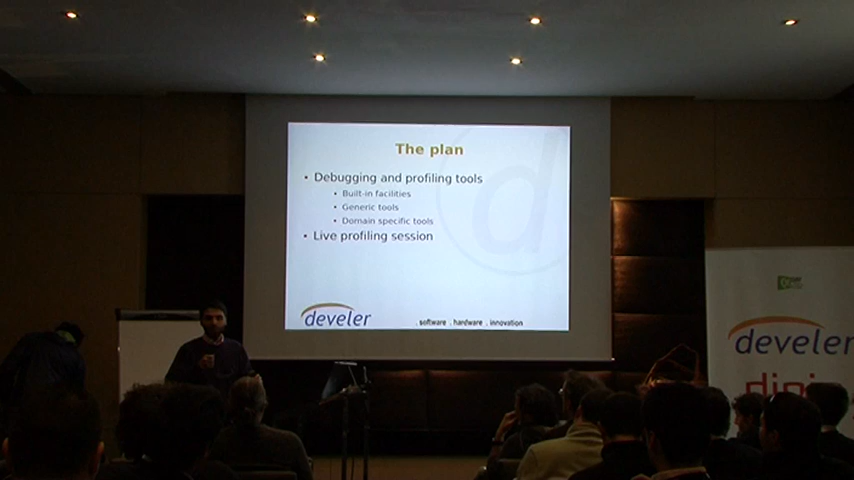 The plan
• Debugging and profiling tools
• Built-in facilities
• Generic tools
• Domain specific tools
• Live profiling session
develer
. software . hardware . innovation
develer